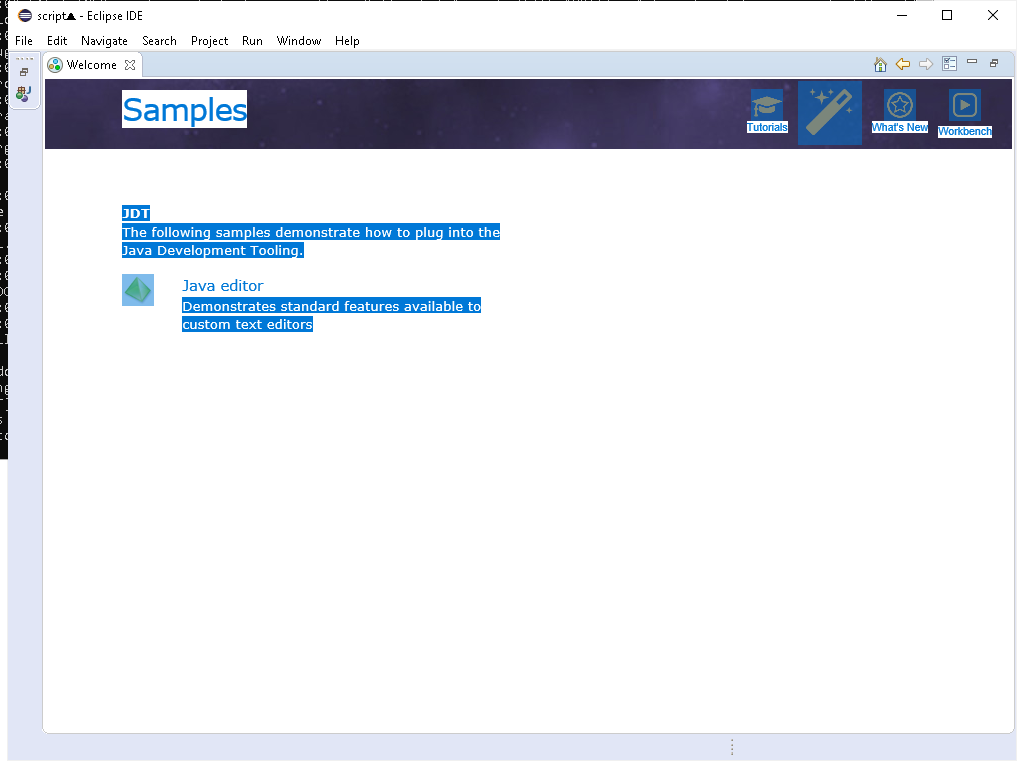 script▲ - Eclipse IDE
File Edit Navigate Search Project Run Window Help
Welcome
Samples
Tutorials
What's New
Workbench
JDT
The following samples demonstrate how to plug into the
Java Development Tooling.
Java editor
Demonstrates standard features available to
custom text editors